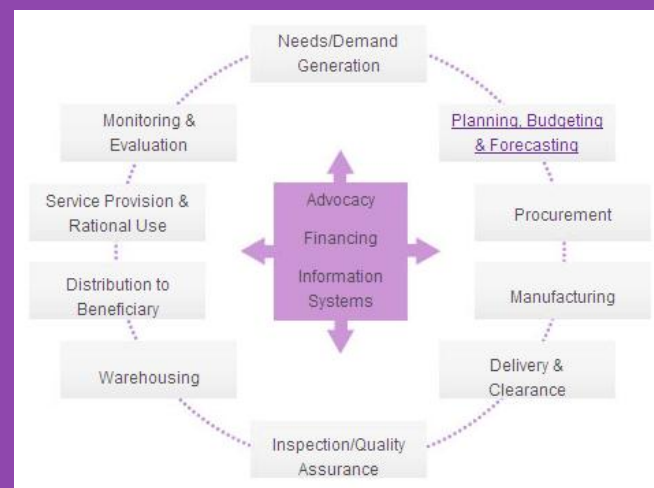 Needs/Demand
Generation
Planning, Budgeting
& Forecasting
Procurement
Manufacturing
Delivery &
Clearance
Inspection/Quality
Assurance
Warehousing
Distribution to
Beneficiary
Service Provision &
Rational Use
Monitoring &
Evaluation
Advocacy
Financing
Information
Systems